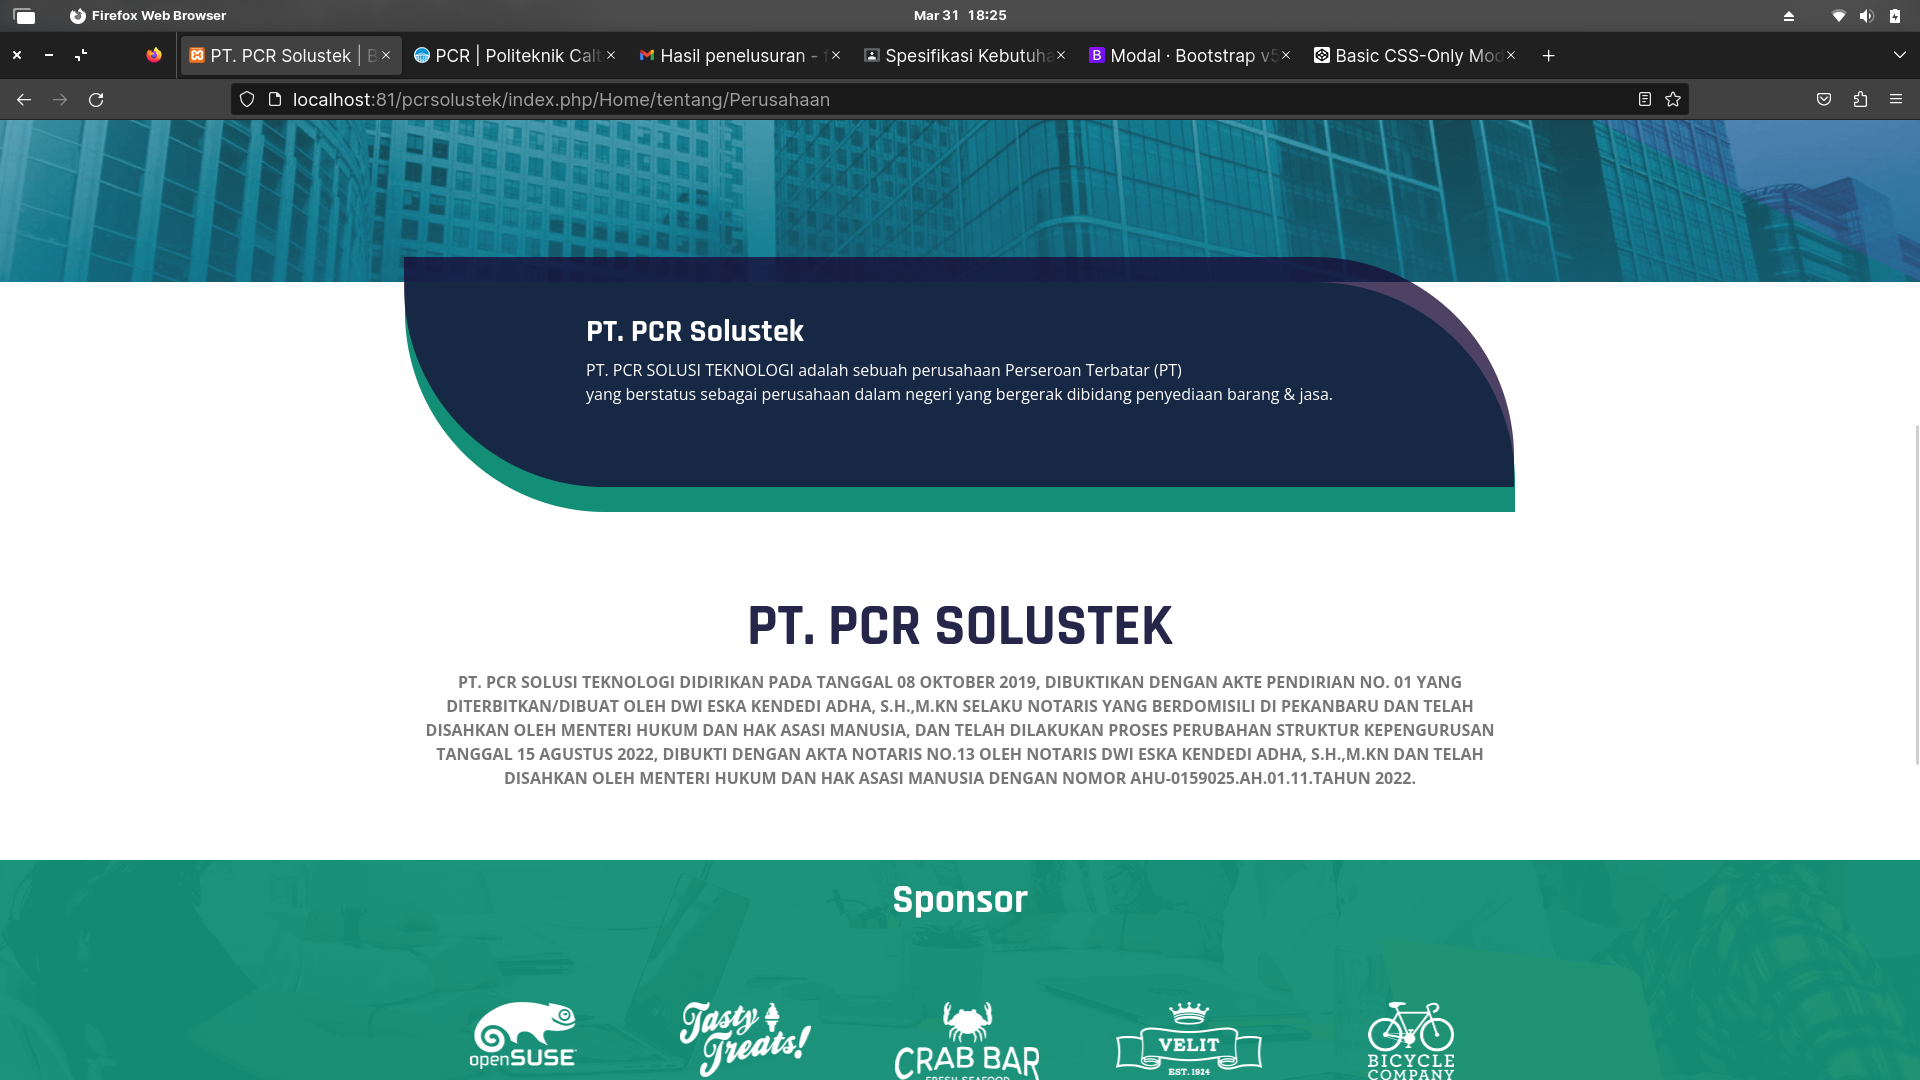 Firefox Web Browser
Mar 31 18:25
PT. PCR Solustek | B
PCR | Politeknik Calt
Hasil penelusuran -
Spesifikasi Kebutuha
Modal · Bootstrap v5
Basic CSS-Only Mod
localhost:81/pcrsolustek/index.php/Home/tentang/Perusahaan
PT. PCR Solustek
PT. PCR SOLUSI TEKNOLOGI adalah sebuah perusahaan Perseroan Terbatar (PT)
yang berstatus sebagai perusahaan dalam negeri yang bergerak dibidang penyediaan barang & jasa.
PT. PCR SOLUSTEK
PT. PCR SOLUSI TEKNOLOGI DIDIRIKAN PADA TANGGAL 08 OKTOBER 2019, DIBUKTIKAN DENGAN AKTE PENDIRIAN NO. 01 YANG
DITERBITKAN/DIBUAT OLEH DWI ESKA KENDEDI ADHA, S.H.,M.KN SELAKU NOTARIS YANG BERDOMISILI DI PEKANBARU DAN TELAH
DISAHKAN OLEH MENTERI HUKUM DAN HAK ASASI MANUSIA, DAN TELAH DILAKUKAN PROSES PERUBAHAN STRUKTUR KEPENGURUSAN
TANGGAL 15 AGUSTUS 2022, DIBUKTI DENGAN AKTA NOTARIS NO.13 OLEH NOTARIS DWI ESKA KENDEDI ADHA, S.H.,M.KN DAN TELAH
DISAHKAN OLEH MENTERI HUKUM DAN HAK ASASI MANUSIA DENGAN NOMOR AHU-0159025.AH.01.11.TAHUN 2022.
Sponsor
openSUSE
Tasty Treats!
CRAB BAR
FRESH SEAFOOD
VELIT
EST. 1924
BICYCLE
COMPANY